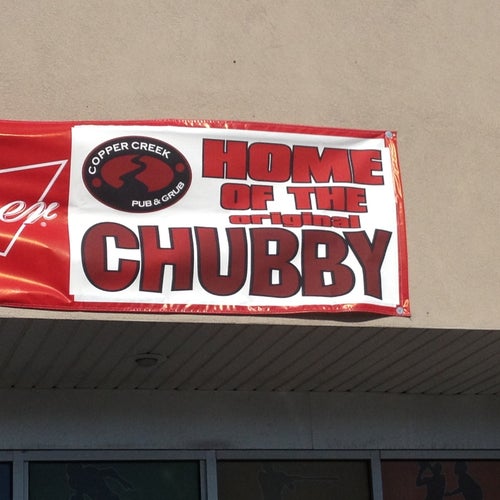 COPPER CREEK
PUB & GRUB
HOME
OF THE
original
CHUBBY